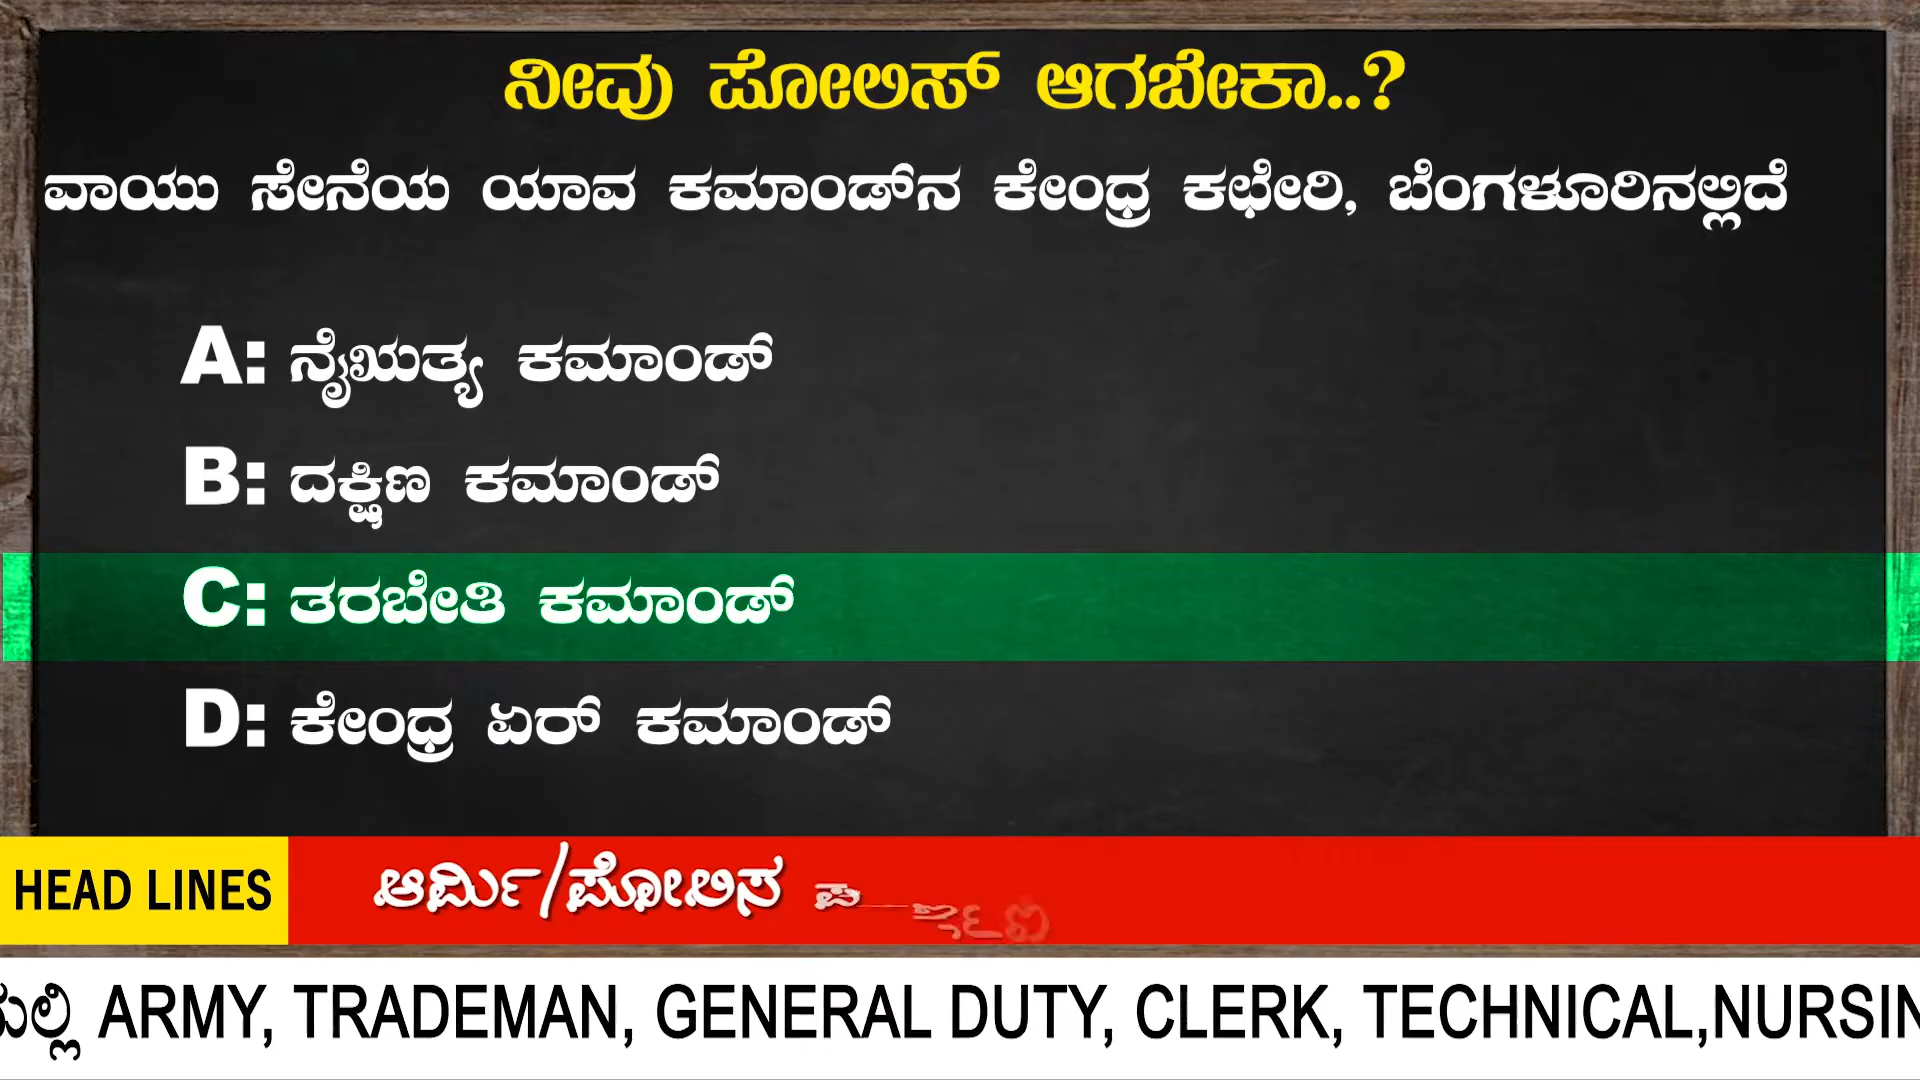 ನೀವು ಪೋಲಿಸ್ ಆಗಬೇಕಾ..?
ವಾಯು ಸೇನೆಯ ಯಾವ ಕಮಾಂಡ್‌ನ ಕೇಂಧ್ರ ಕಛೇರಿ, ಬೆಂಗಳೂರಿನಲ್ಲಿದೆ
A: ನೈಋತ್ಯ ಕಮಾಂಡ್
B: ದಕ್ಷಿಣ ಕಮಾಂಡ್
C: ತರಬೇತಿ ಕಮಾಂಡ್
D: ಕೇಂಧ್ರ ಏರ್ ಕಮಾಂಡ್
HEAD LINES ಆರ್ಮಿ/ಪೋಲಿಸ
ARMY, TRADEMAN, GENERAL DUTY, CLERK, TECHNICAL,NURSIN